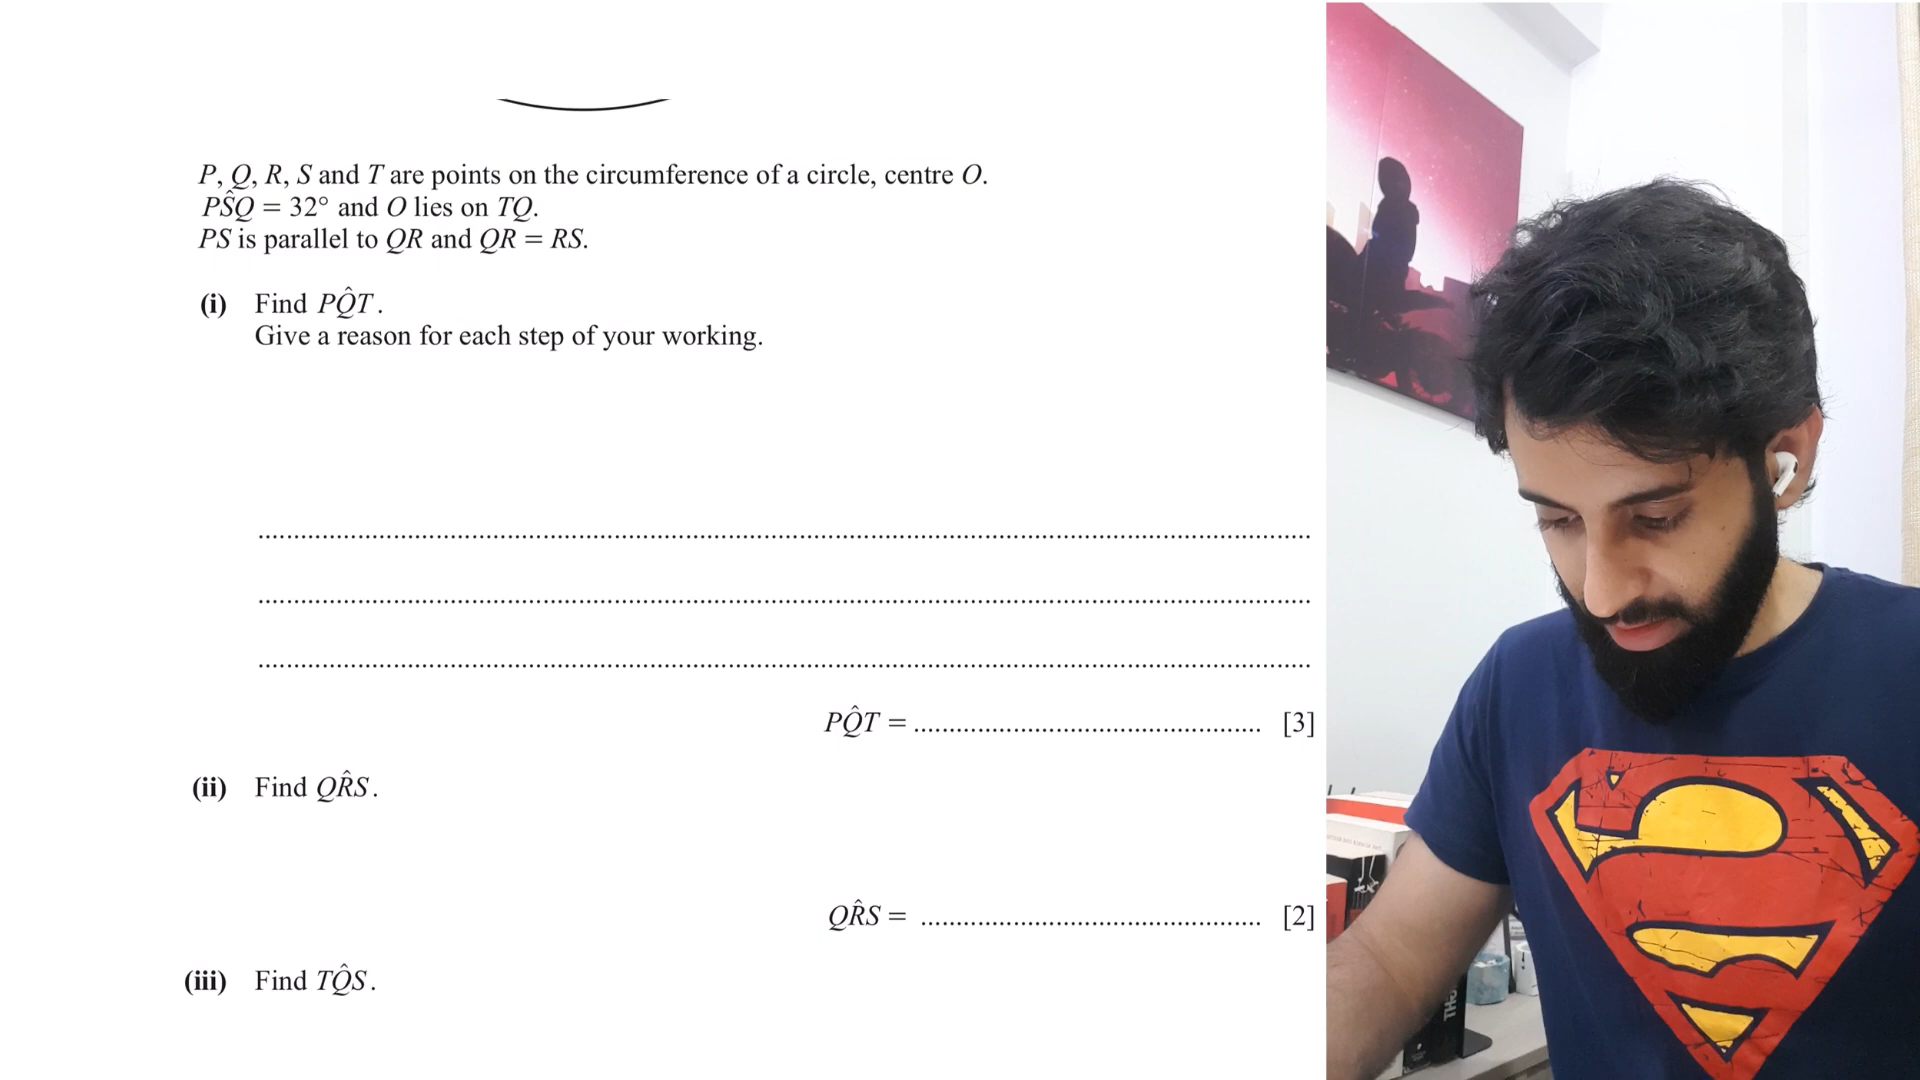 P, Q, R, S and T are points on the circumference of a circle, centre O.
PŜQ = 32° and O lies on TQ.
PS is parallel to QR and QR = RS.
(i) Find PQ̂T.
Give a reason for each step of your working.
PQ̂T = ................................................ [3]
(ii) Find QR̂S.
QR̂S = ................................................ [2]
(iii) Find TQ̂S.